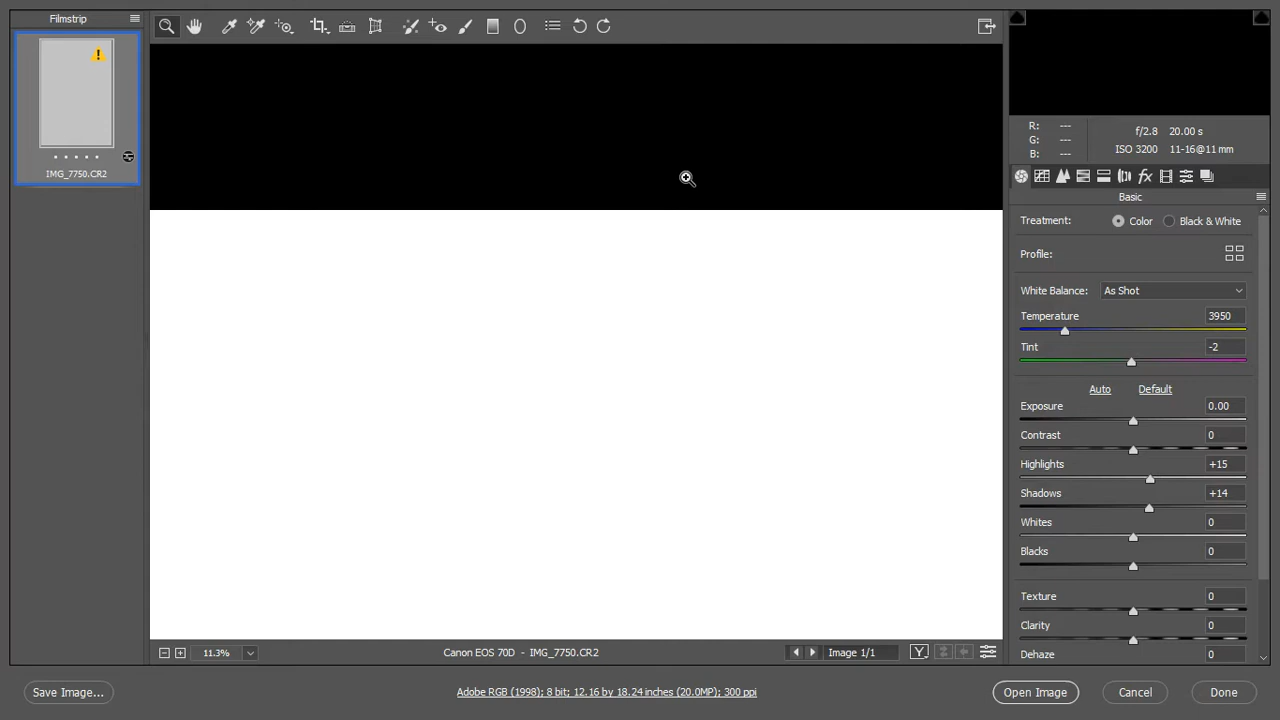 Filmstrip
IMG_7750.CR2
R: ---
G: ---
B: ---
f/2.8 20.00 s
ISO 3200 11-16@11 mm
fx
Basic
Treatment: Color Black & White
Profile:
White Balance: As Shot
Temperature 3950
Tint -2
Auto Default
Exposure 0.00
Contrast 0
Highlights +15
Shadows +14
Whites 0
Blacks 0
Texture 0
Clarity 0
Dehaze 0
11.3% Canon EOS 70D - IMG_7750.CR2 Image 1/1 Y
Save Image... Adobe RGB (1998); 8 bit; 12.16 by 18.24 inches (20.0MP); 300 ppi Open Image Cancel Done